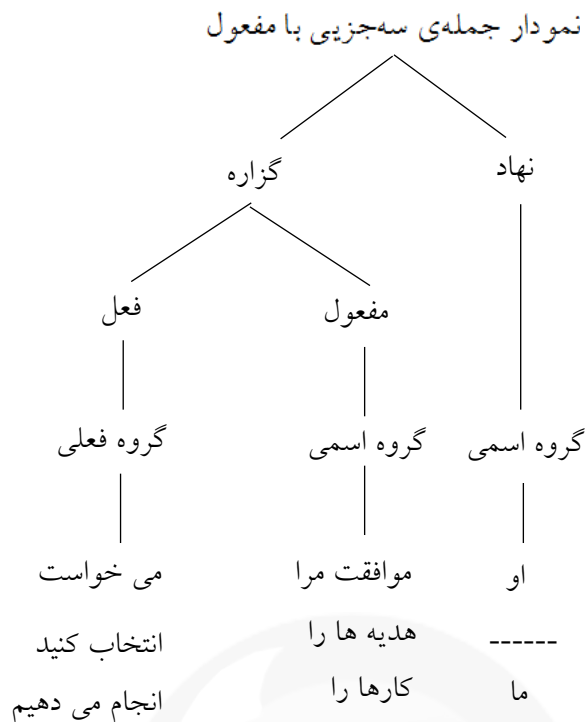 نمودار جمله‌ی سه‌جزیی با مفعول
نهاد گزاره
مفعول فعل
گروه اسمی گروه اسمی گروه فعلی
او موافقت مرا می خواست
------ هدیه ها را انتخاب کنید
ما کارها را انجام می دهیم